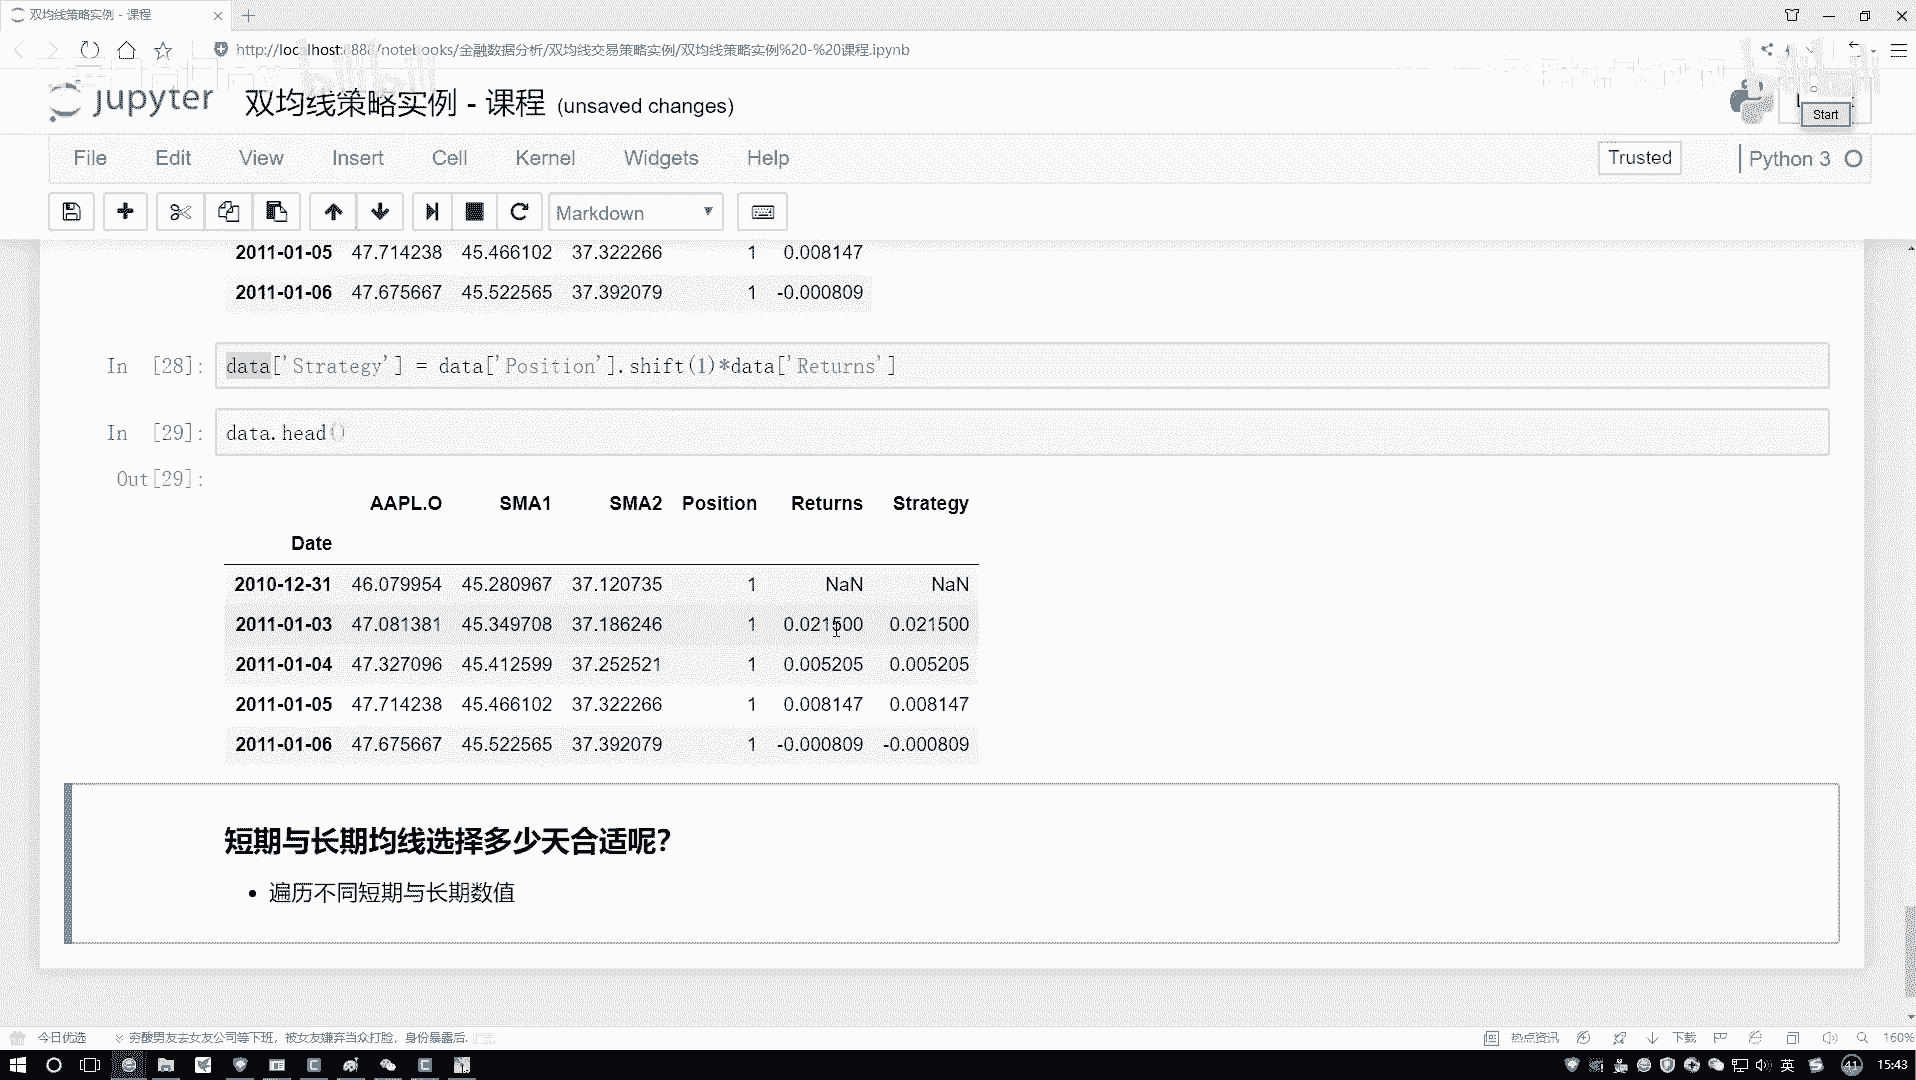 双均线策略实例 - 课程
http://localhost:8888/notebooks/金融数据分析/双均线交易策略实例/双均线策略实例%20-%20课程.ipynb
jupyter 双均线策略实例 - 课程 (unsaved changes)
Start
File Edit View Insert Cell Kernel Widgets Help
Trusted
Python 3
Markdown
2011-01-05 47.714238 45.466102 37.322266 1 0.008147
2011-01-06 47.675667 45.522565 37.392079 1 -0.000809
In [28]: data['Strategy'] = data['Position'].shift(1)*data['Returns']
In [29]: data.head()
Out[29]:
AAPL.O SMA1 SMA2 Position Returns Strategy
Date
2010-12-31 46.079954 45.280967 37.120735 1 NaN NaN
2011-01-03 47.081381 45.349708 37.186246 1 0.021500 0.021500
2011-01-04 47.327096 45.412599 37.252521 1 0.005205 0.005205
2011-01-05 47.714238 45.466102 37.322266 1 0.008147 0.008147
2011-01-06 47.675667 45.522565 37.392079 1 -0.000809 -0.000809
短期与长期均线选择多少天合适呢?
遍历不同短期与长期数值
今日优选
夯酸男友去女友公司等下班，被女友嫌弃当众打脸，身份暴露后.
热点资讯
下载
160%
英
41
15:43